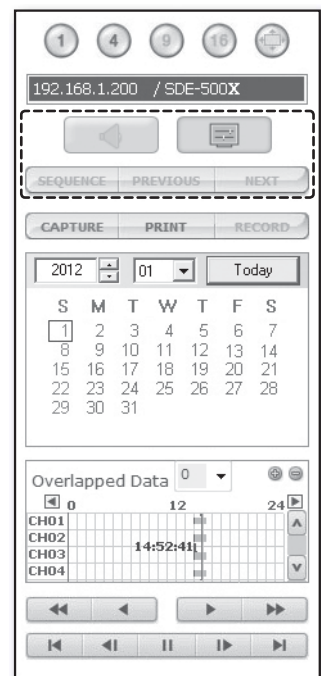 1 4 9 16
192.168.1.200 / SDE-500X
SEQUENCE PREVIOUS NEXT
CAPTURE PRINT RECORD
2012 01 Today
S M T W T F S
1 2 3 4 5 6 7
8 9 10 11 12 13 14
15 16 17 18 19 20 21
22 23 24 25 26 27 28
29 30 31
Overlapped Data 0
0 12 24
CH01
CH02
14:52:41
CH03
CH04